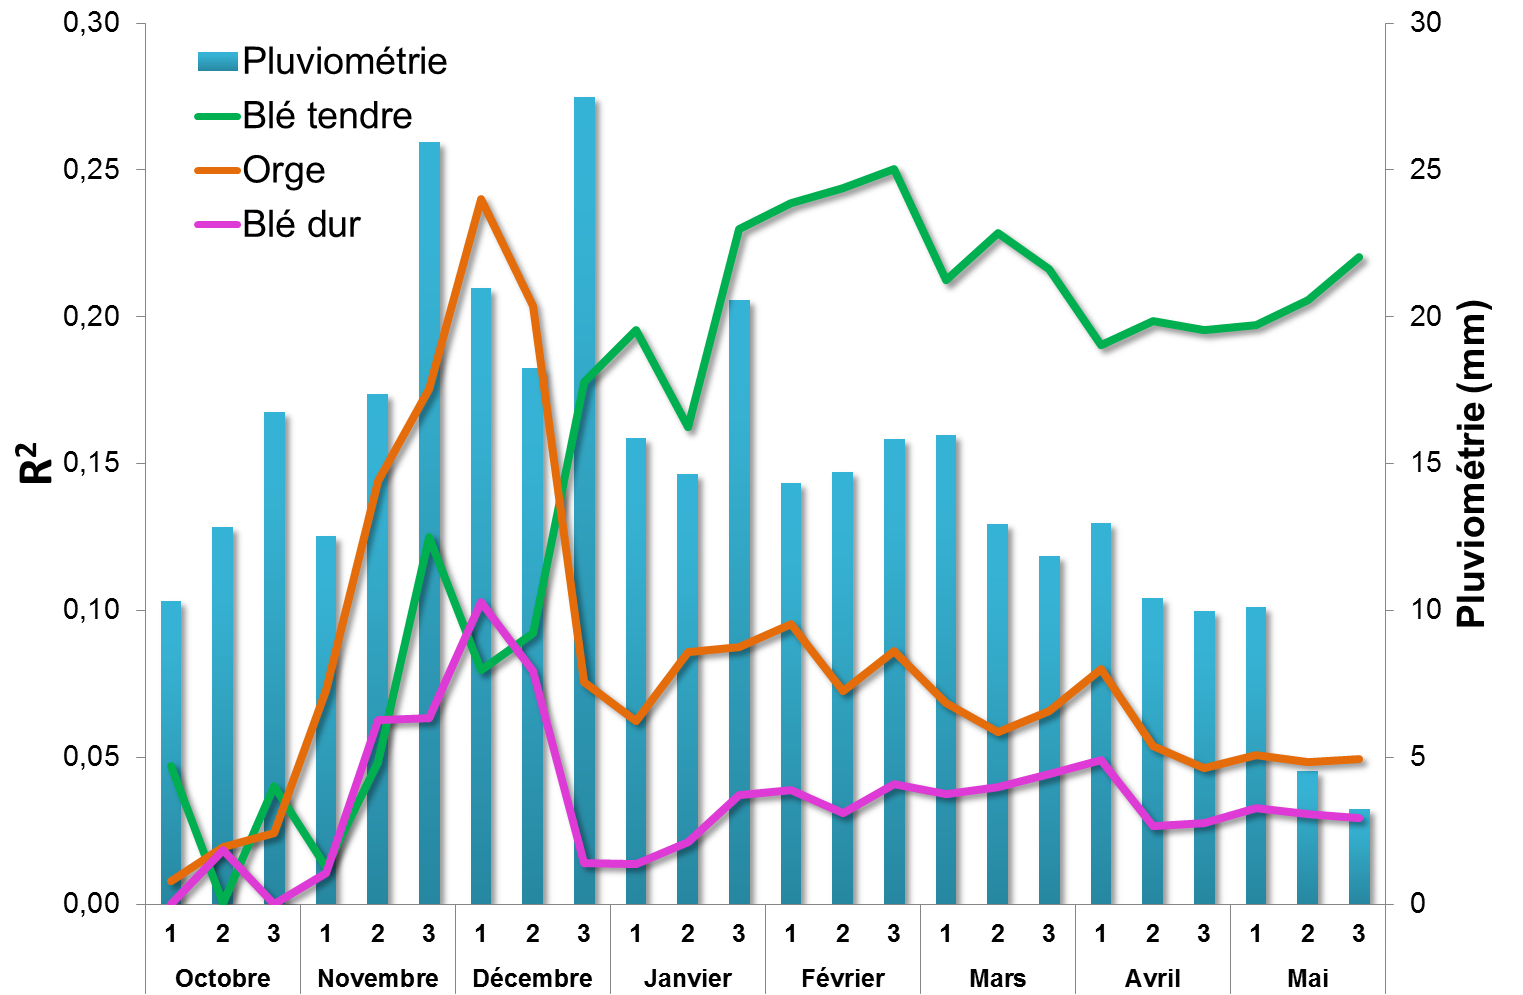 0,30
0,25
0,20
0,15
0,10
0,05
0,00
R²
Pluviométrie
Blé tendre
Orge
Blé dur
30
25
20
15
10
5
0
Pluviométrie (mm)
1 2 3 1 2 3 1 2 3 1 2 3 1 2 3 1 2 3 1 2 3 1 2 3
Octobre Novembre Décembre Janvier Février Mars Avril Mai